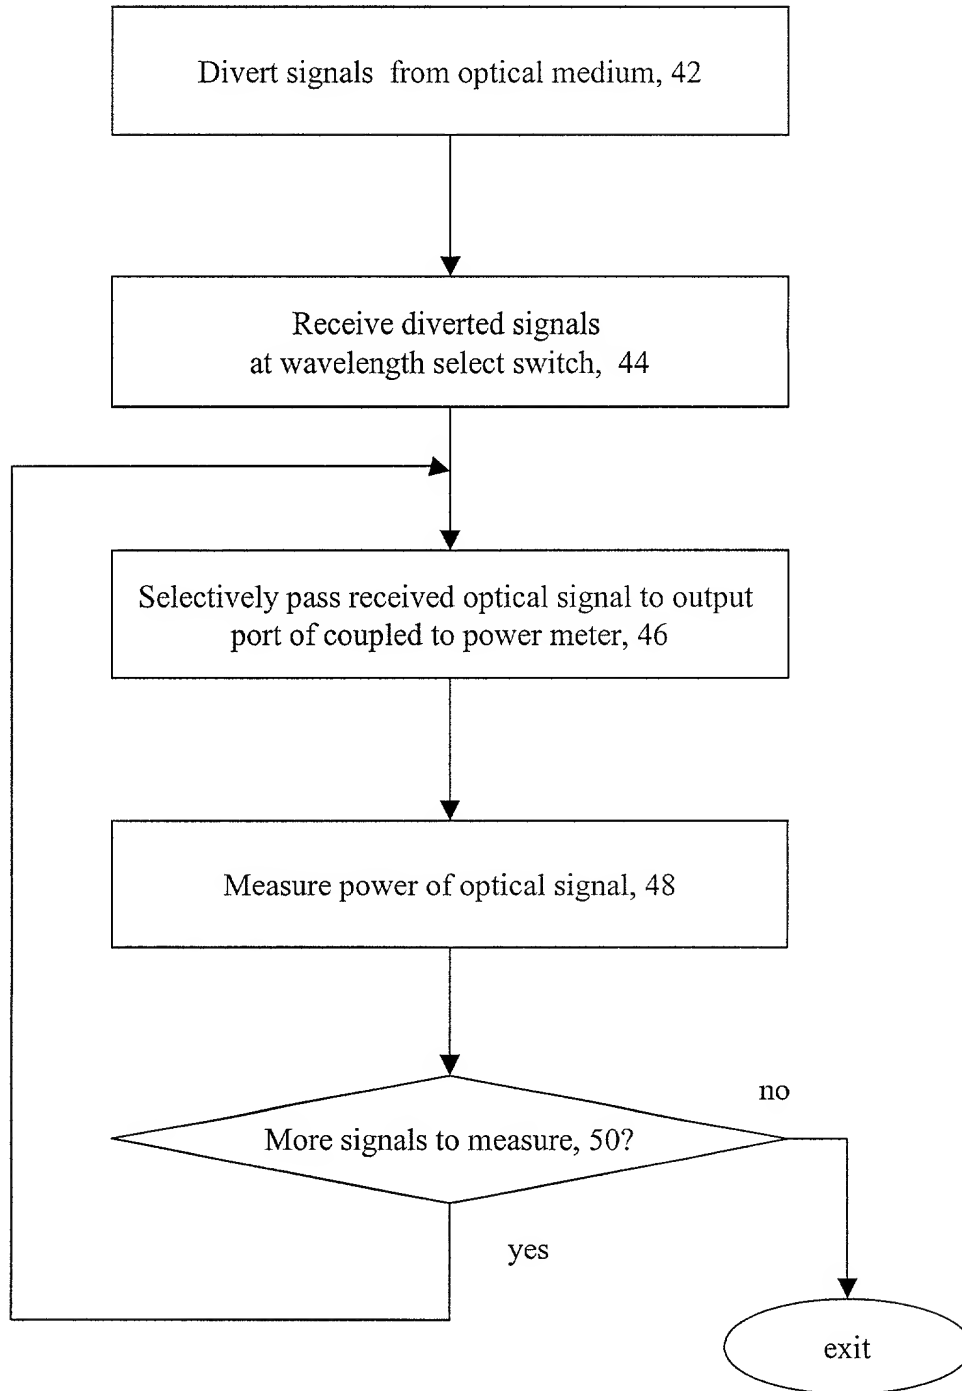 Divert signals from optical medium, 42
Receive diverted signals
at wavelength select switch, 44
Selectively pass received optical signal to output
port of coupled to power meter, 46
Measure power of optical signal, 48
no
More signals to measure, 50?
yes
exit